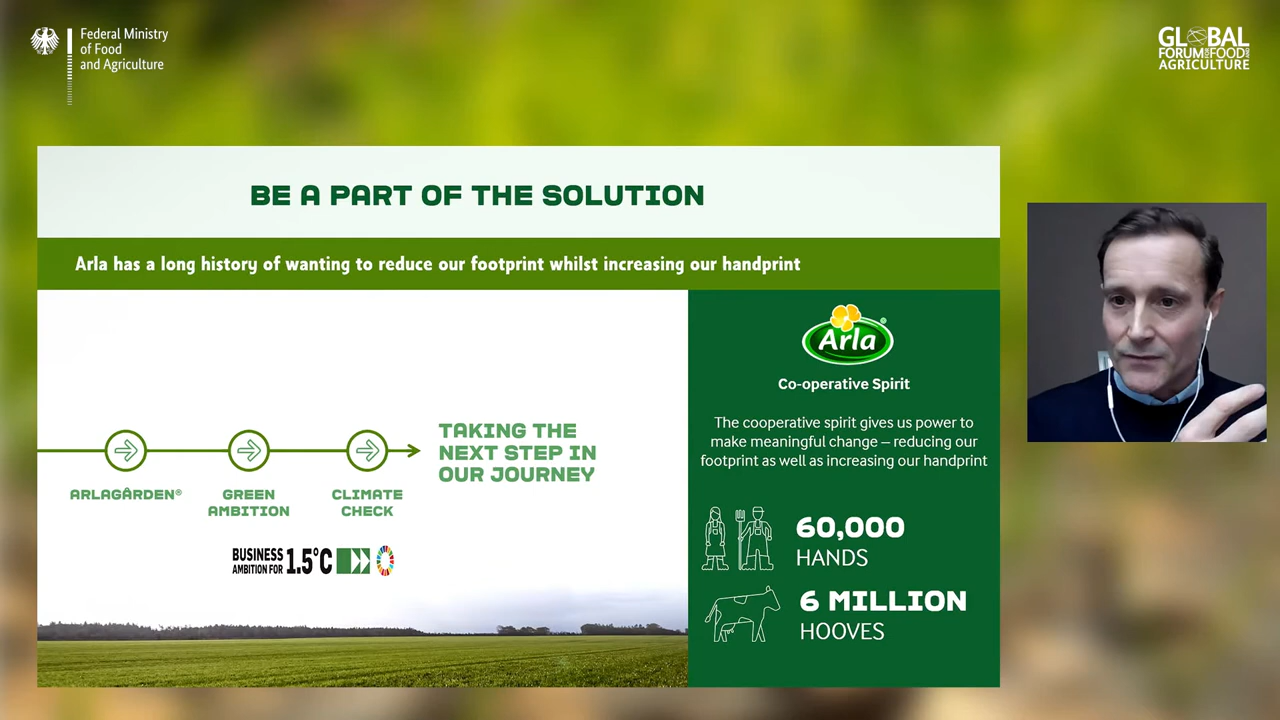 Federal Ministry
of Food
and Agriculture
GLOBAL
FORUM FOR FOOD AND
AGRICULTURE
BE A PART OF THE SOLUTION
Arla has a long history of wanting to reduce our footprint whilst increasing our handprint
ARLAGÅRDEN®
GREEN
AMBITION
CLIMATE
CHECK
TAKING THE
NEXT STEP IN
OUR JOURNEY
BUSINESS
AMBITION FOR 1.5°C
Arla®
Co-operative Spirit
The cooperative spirit gives us power to
make meaningful change – reducing our
footprint as well as increasing our handprint
60,000
HANDS
6 MILLION
HOOVES